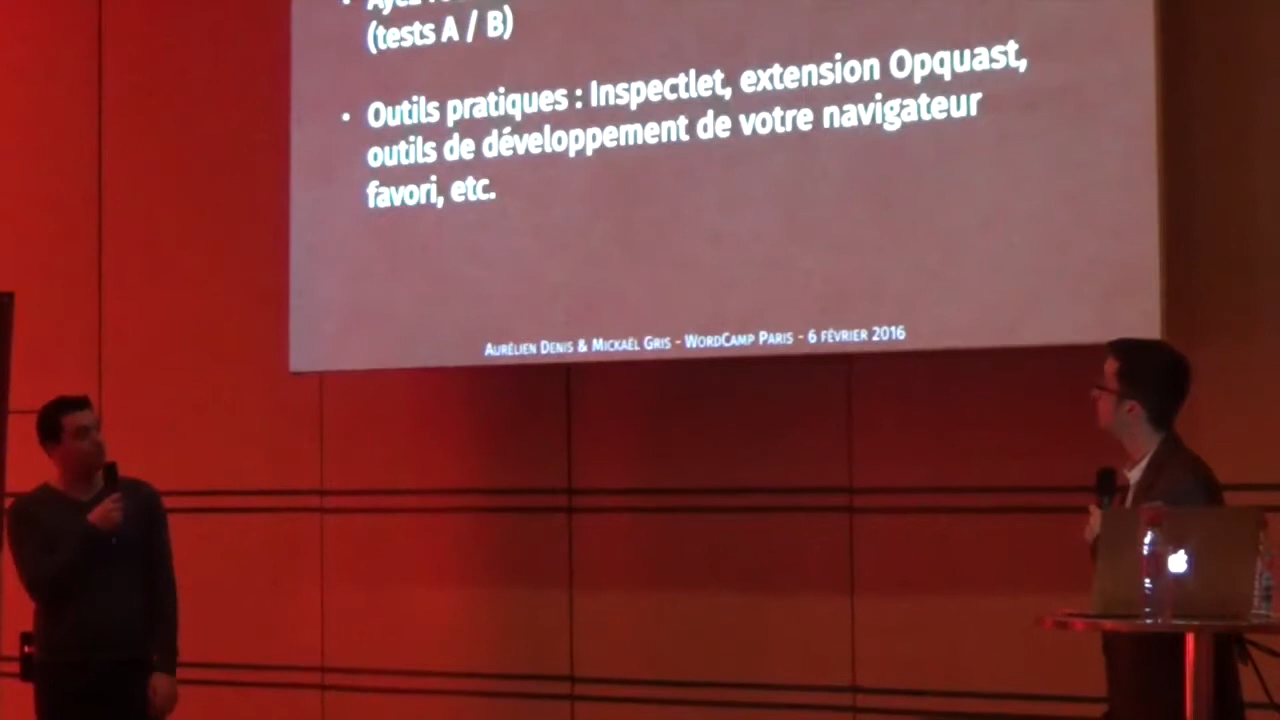 (tests A / B)
• Outils pratiques : Inspectlet, extension Opquast,
outils de développement de votre navigateur
favori, etc.
Aurélien Denis & Mickaël Gris - WordCamp Paris - 6 février 2016